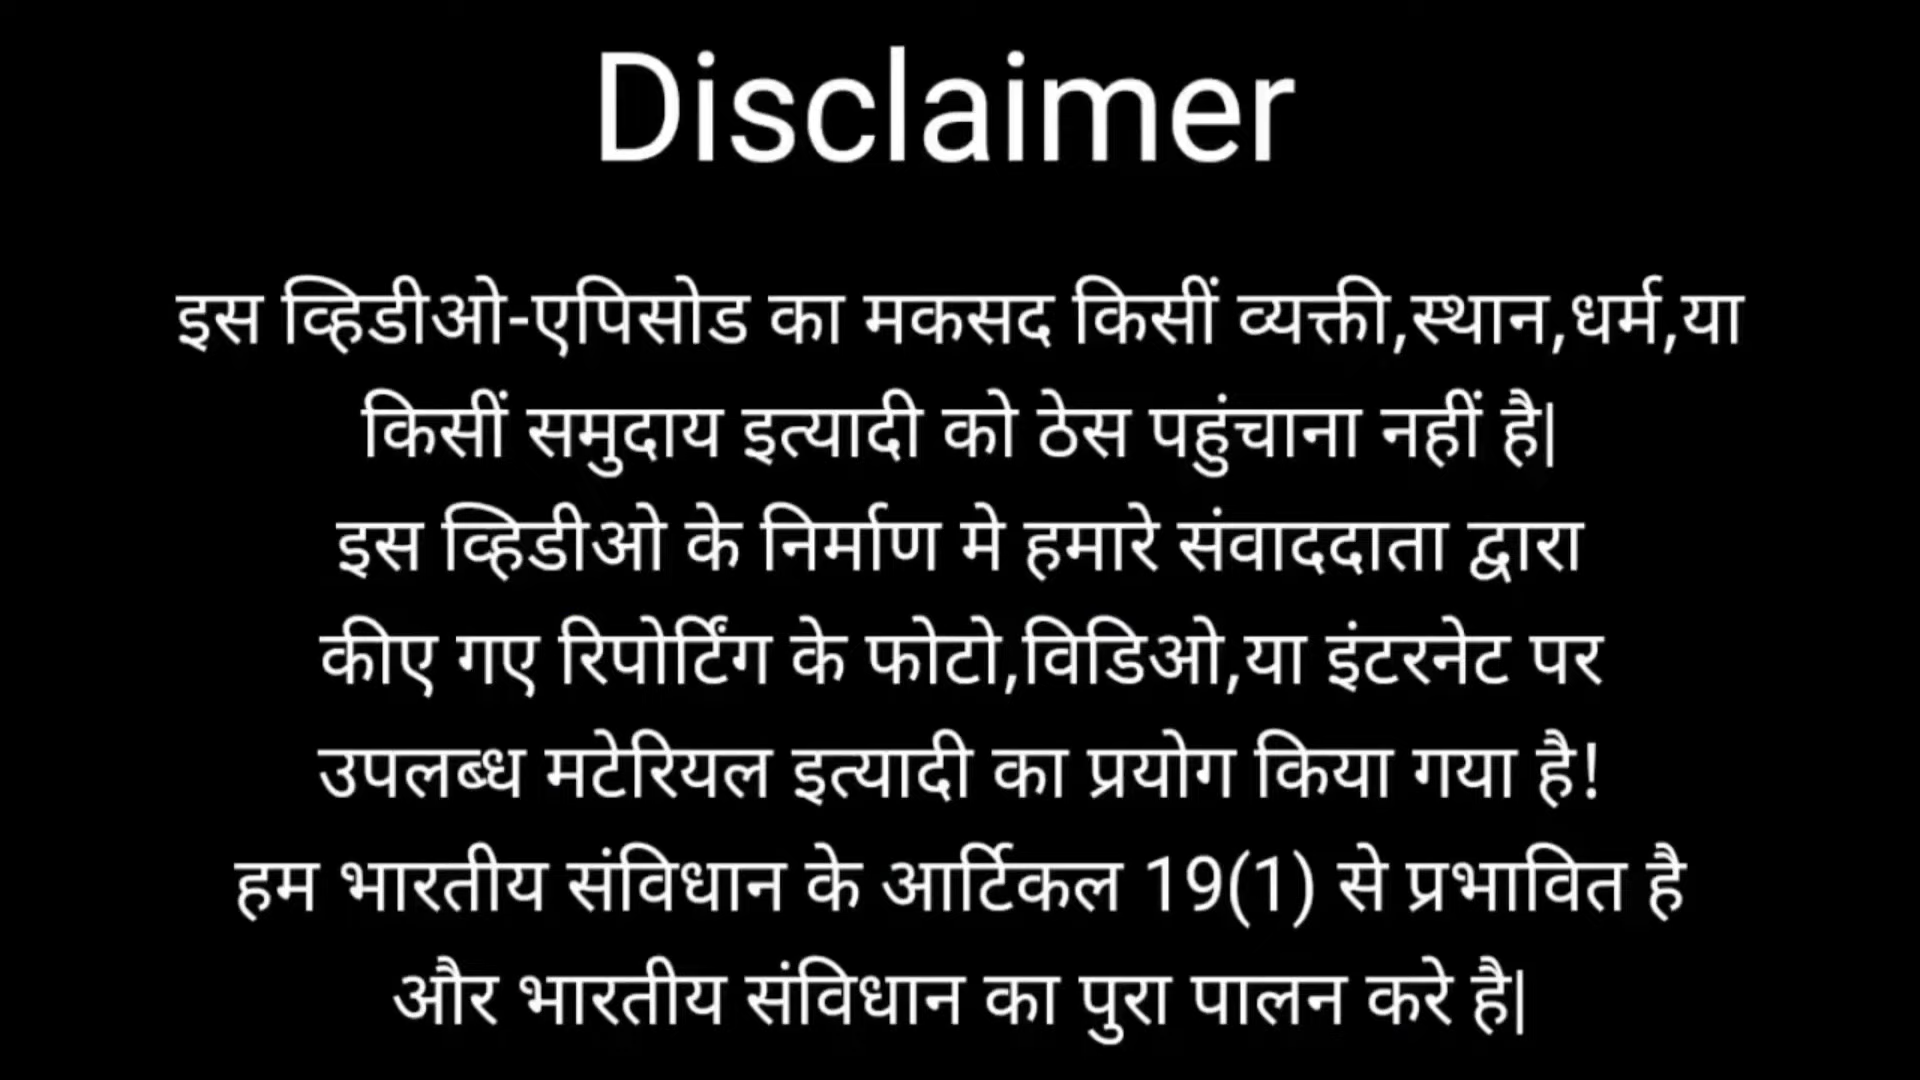 Disclaimer
इस व्हिडीओ-एपिसोड का मकसद किसीं व्यक्ती,स्थान,धर्म,या
किसीं समुदाय इत्यादी को ठेस पहुंचाना नहीं है|
इस व्हिडीओ के निर्माण मे हमारे संवाददाता द्वारा
कीए गए रिपोर्टिंग के फोटो,विडिओ,या इंटरनेट पर
उपलब्ध मटेरियल इत्यादी का प्रयोग किया गया है!
हम भारतीय संविधान के आर्टिकल 19(1) से प्रभावित है
और भारतीय संविधान का पुरा पालन करे है|